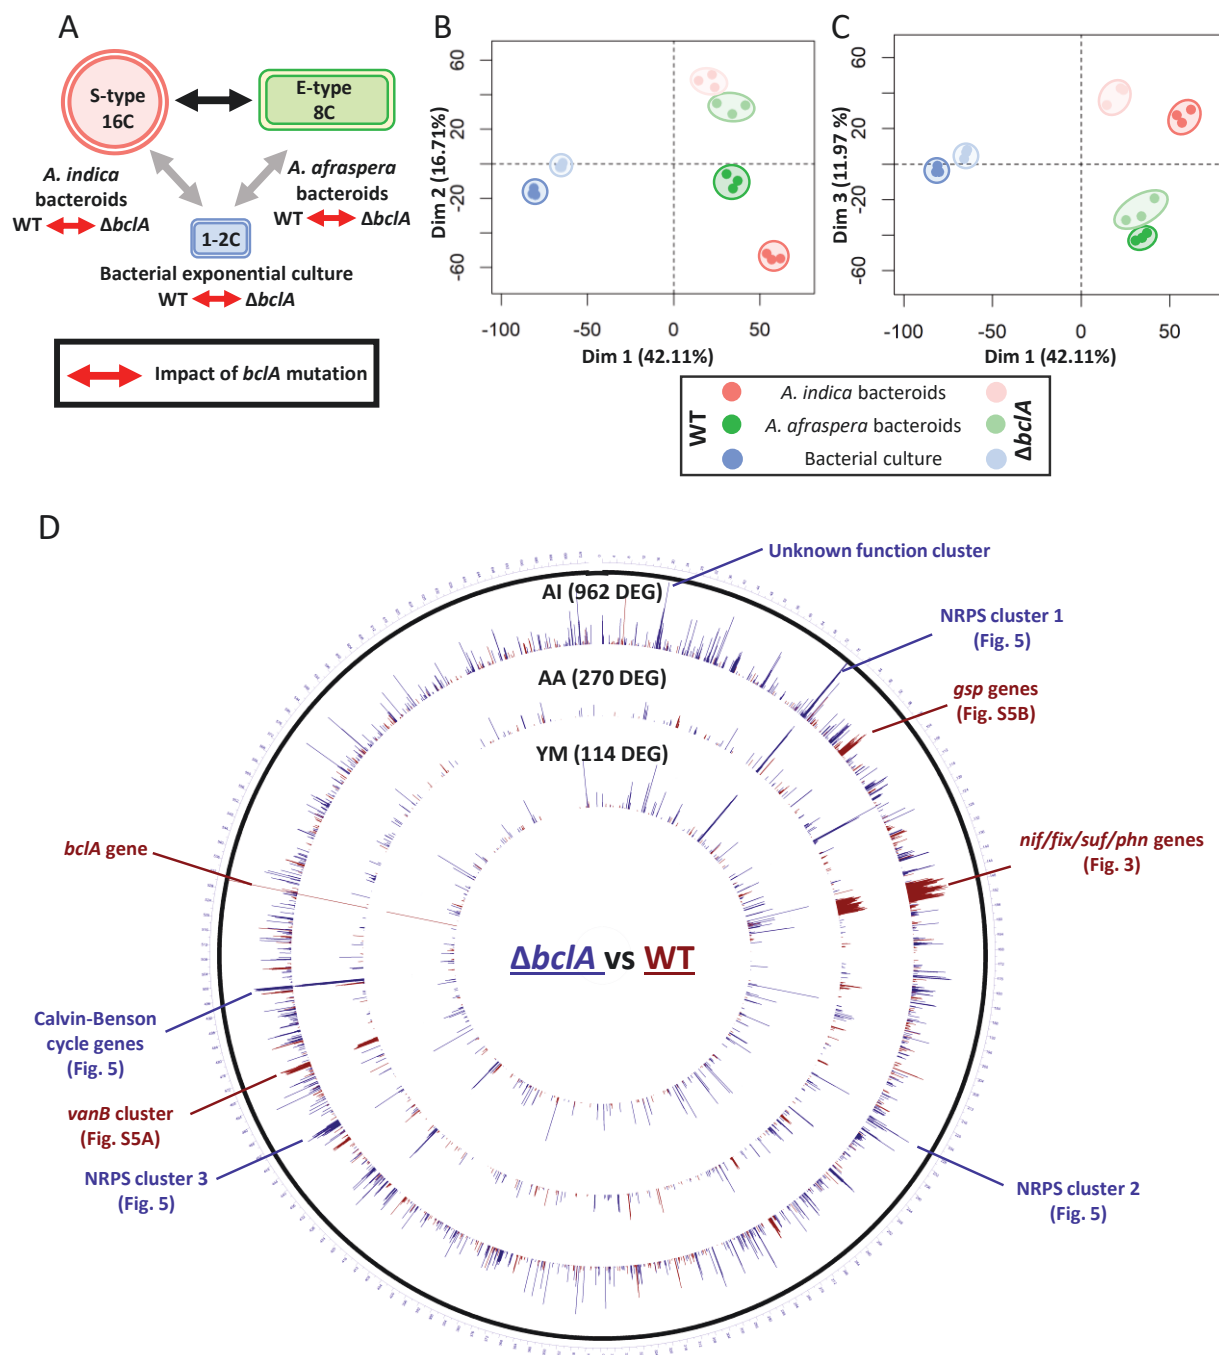 A
S-type
16C
E-type
8C
A. indica
bacteroids
WT ΔbclA
A. afraspera
bacteroids
WT ΔbclA
1-2C
Bacterial exponential culture
WT ΔbclA
Impact of bclA mutation
B
Dim 2 (16.71%)
60
20
-20
-60
-100
-50
0
50
Dim 1 (42.11%)
C
Dim 3 (11.97 %)
60
20
-20
-60
-100
-50
0
50
Dim 1 (42.11%)
WT
A. indica bacteroids
A. afraspera bacteroids
Bacterial culture
ΔbclA
D
Unknown function cluster
AI (962 DEG)
NRPS cluster 1
(Fig. 5)
AA (270 DEG)
gsp genes
(Fig. S5B)
YM (114 DEG)
nif/fix/suf/phn genes
(Fig. 3)
bclA gene
ΔbclA vs WT
Calvin-Benson
cycle genes
(Fig. 5)
vanB cluster
(Fig. S5A)
NRPS cluster 3
(Fig. 5)
NRPS cluster 2
(Fig. 5)